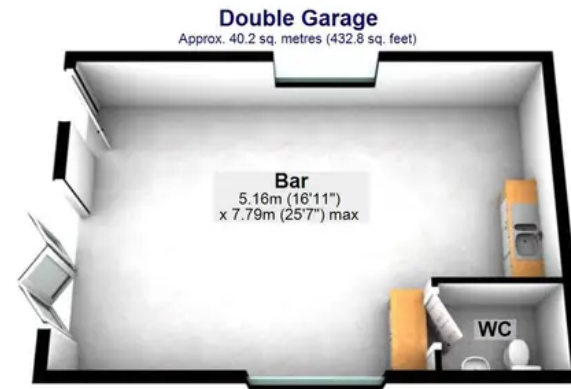 Double Garage
Approx. 40.2 sq. metres (432.8 sq. feet)
Bar
5.16m (16'11")
x 7.79m (25'7") max
WC